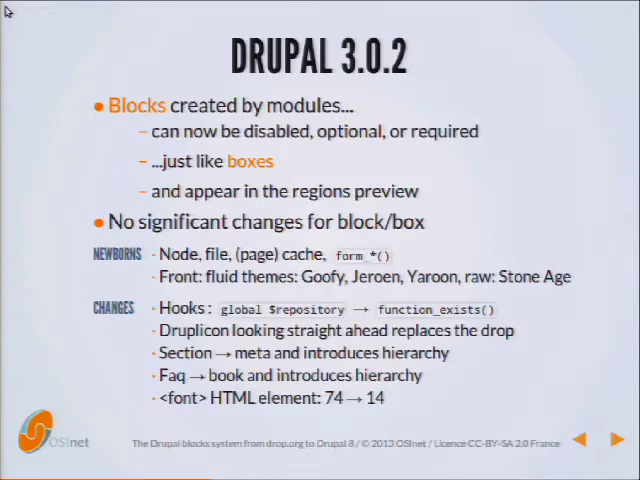 DRUPAL 3.0.2
• Blocks created by modules...
– can now be disabled, optional, or required
– ...just like boxes
– and appear in the regions preview
• No significant changes for block/box
NEWBORNS · Node, file, (page) cache, form_*()
· Front: fluid themes: Goofy, Jeroen, Yaroon, raw: Stone Age
CHANGES · Hooks: global $repository → function_exists()
· Druplicon looking straight ahead replaces the drop
· Section → meta and introduces hierarchy
· Faq → book and introduces hierarchy
· <font> HTML element: 74 → 14
OSInet
The Drupal blocks system from drop.org to Drupal 8 / © 2013 OSInet / Licence CC-BY-SA 2.0 France